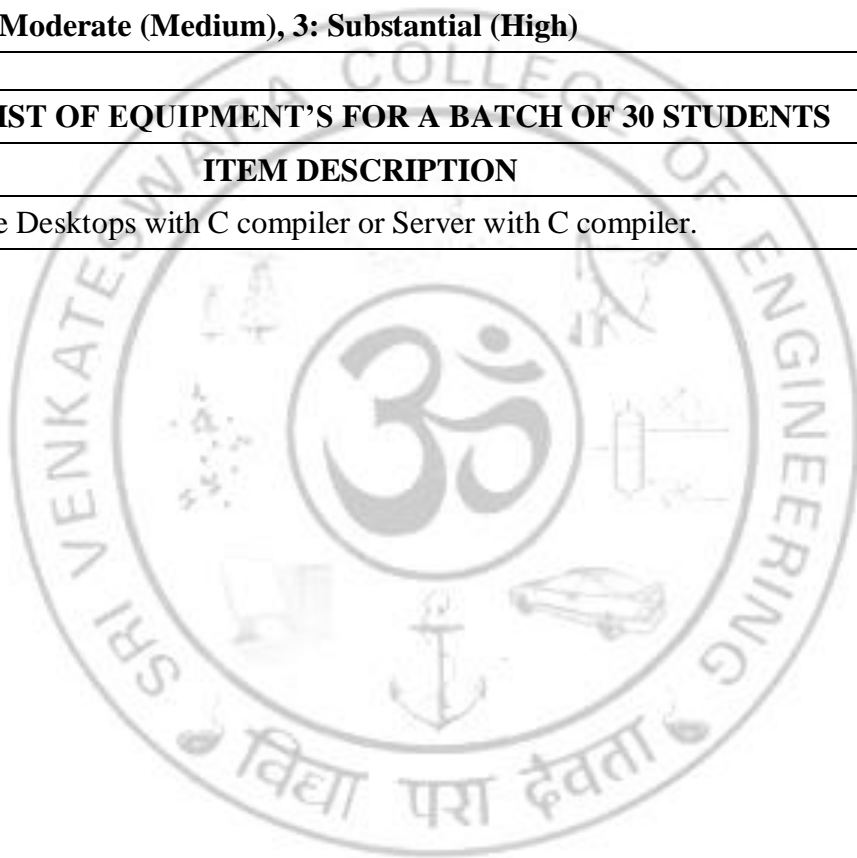 Moderate (Medium), 3: Substantial (High)
IST OF EQUIPMENT'S FOR A BATCH OF 30 STUDENTS
ITEM DESCRIPTION
e Desktops with C compiler or Server with C compiler.
SRI VENKATESWARA COLLEGE OF ENGINEERING
ॐ
विद्या परा दैवता